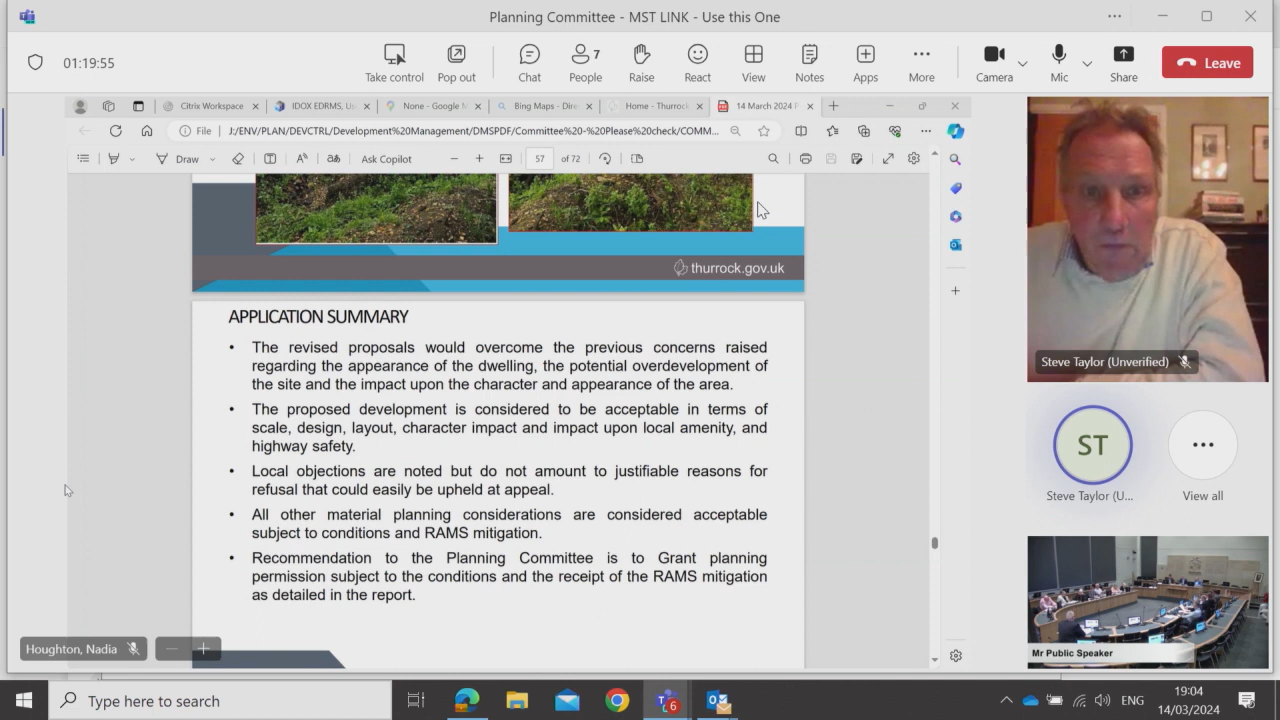 Planning Committee - MST LINK - Use this One
01:19:55
Take control
Pop out
Chat
7
People
Raise
React
View
Notes
Apps
More
Camera
Mic
Share
Leave
Citrix Workspace
IDOX EDRMS, Us
None - Google M
Bing Maps - Dire
Home - Thurrock
14 March 2024 P
File
J:/ENV/PLAN/DEVCTRL/Development%20Management/DMSPDF/Committee%20-%20Please%20check/COMM...
Draw
Ask Copilot
57 of 72
thurrock.gov.uk
APPLICATION SUMMARY
• The revised proposals would overcome the previous concerns raised
regarding the appearance of the dwelling, the potential overdevelopment of
the site and the impact upon the character and appearance of the area.
• The proposed development is considered to be acceptable in terms of
scale, design, layout, character impact and impact upon local amenity, and
highway safety.
• Local objections are noted but do not amount to justifiable reasons for
refusal that could easily be upheld at appeal.
• All other material planning considerations are considered acceptable
subject to conditions and RAMS mitigation.
• Recommendation to the Planning Committee is to Grant planning
permission subject to the conditions and the receipt of the RAMS mitigation
as detailed in the report.
Houghton, Nadia
Steve Taylor (Unverified)
ST
Steve Taylor (U...
View all
Mr Public Speaker
Type here to search
6
ENG
19:04
14/03/2024